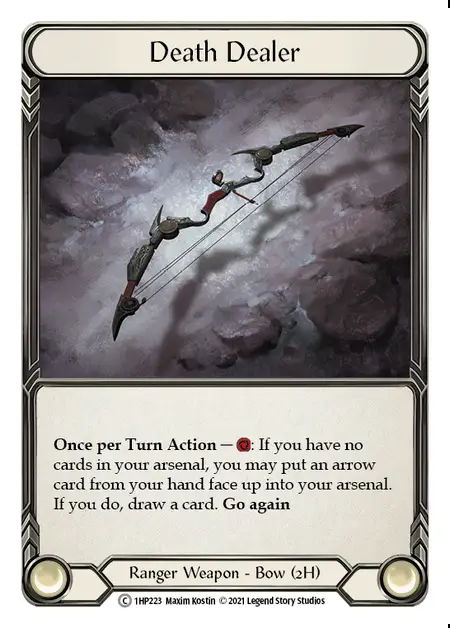 Death Dealer
Once per Turn Action — : If you have no
cards in your arsenal, you may put an arrow
card from your hand face up into your arsenal.
If you do, draw a card. Go again
Ranger Weapon - Bow (2H)
C 1HP223 Maxim Kostin © 2021 Legend Story Studios